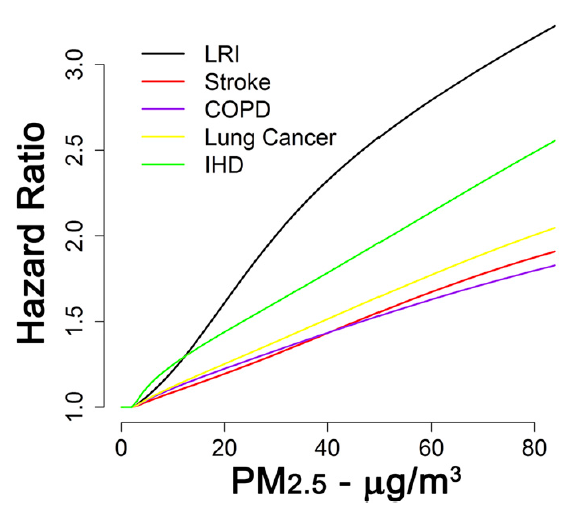 LRI
Stroke
COPD
Lung Cancer
IHD
Hazard Ratio
3.0
2.5
2.0
1.5
1.0
0 20 40 60 80
PM2.5 - μg/m³